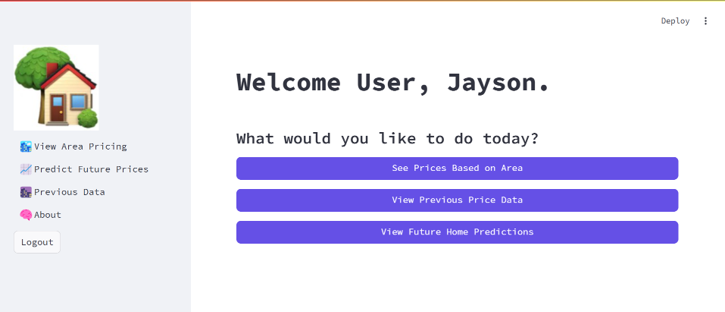 Deploy
View Area Pricing
Predict Future Prices
Previous Data
About
Logout
Welcome User, Jayson.
What would you like to do today?
See Prices Based on Area
View Previous Price Data
View Future Home Predictions